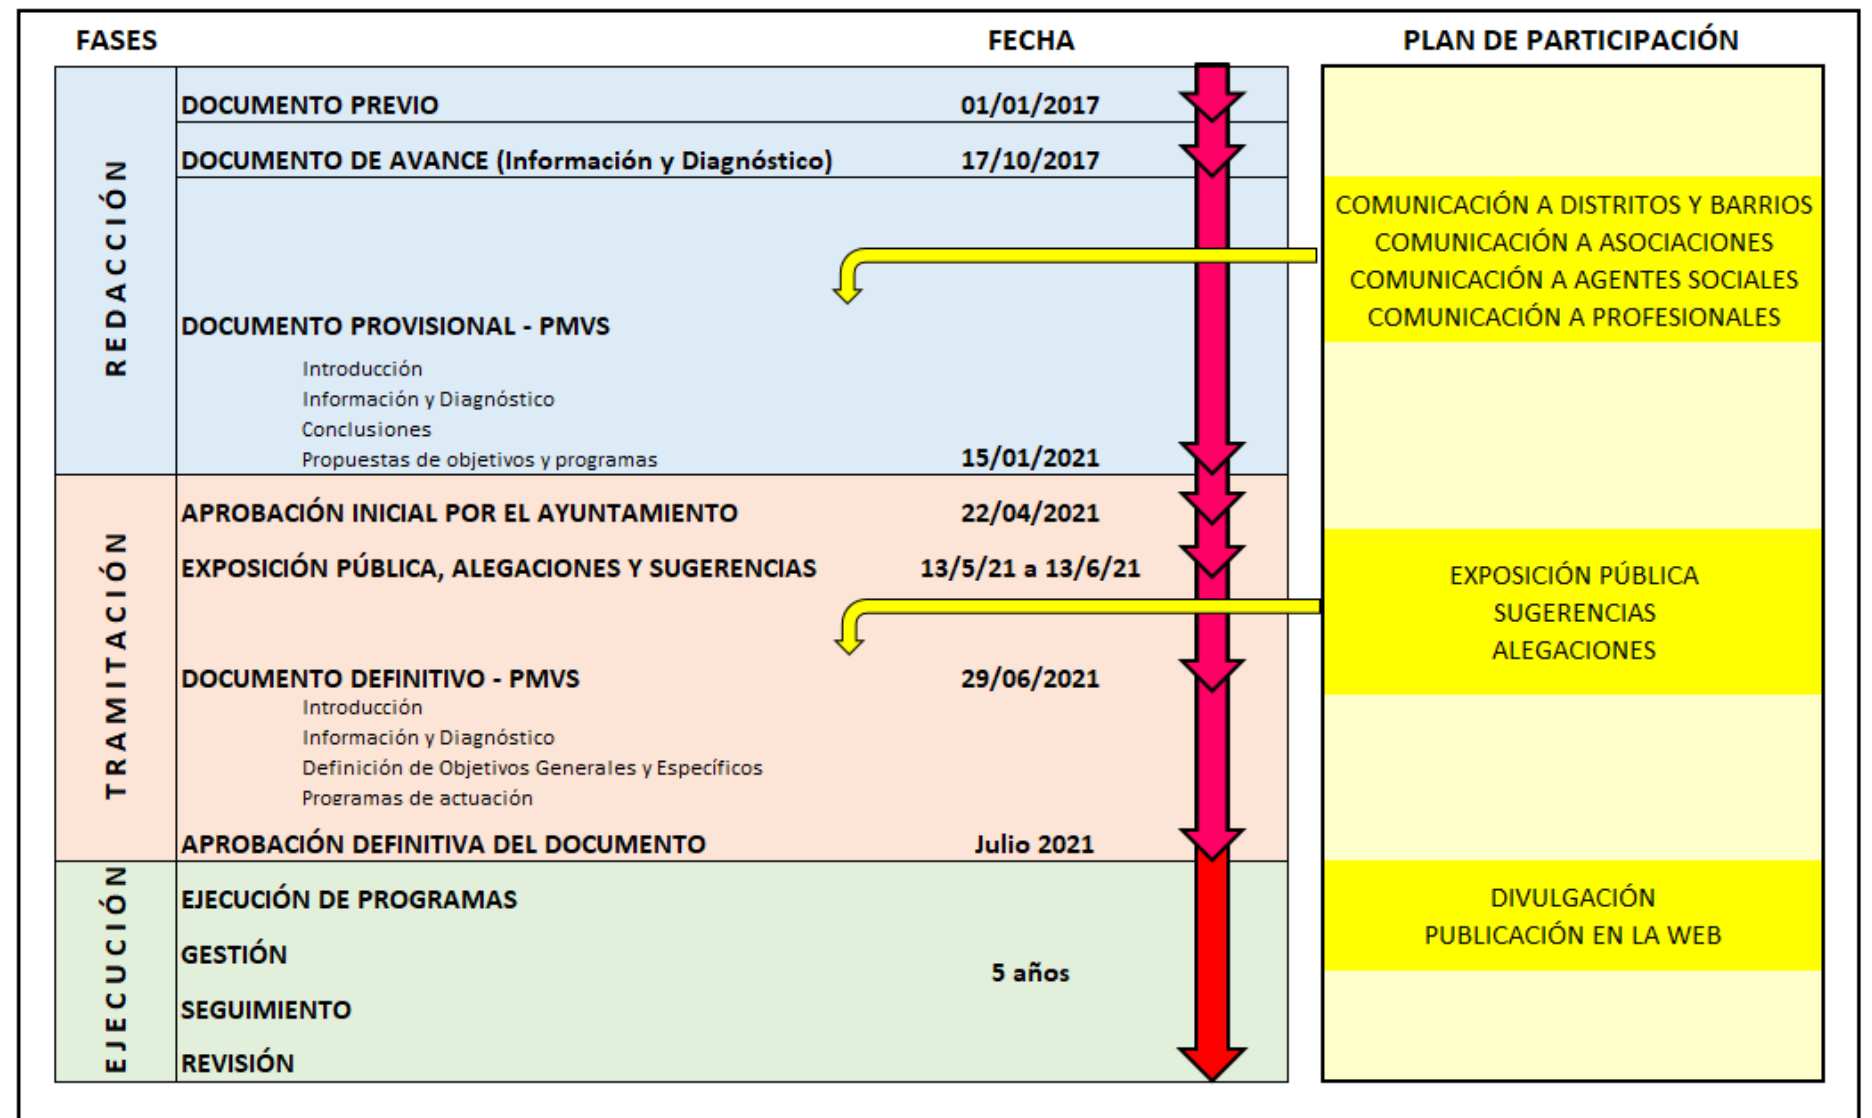 FASES FECHA PLAN DE PARTICIPACIÓN
REDACCIÓN
DOCUMENTO PREVIO 01/01/2017
DOCUMENTO DE AVANCE (Información y Diagnóstico) 17/10/2017
DOCUMENTO PROVISIONAL - PMVS
Introducción
Información y Diagnóstico
Conclusiones
Propuestas de objetivos y programas 15/01/2021
TRAMITACIÓN
APROBACIÓN INICIAL POR EL AYUNTAMIENTO 22/04/2021
EXPOSICIÓN PÚBLICA, ALEGACIONES Y SUGERENCIAS 13/5/21 a 13/6/21
DOCUMENTO DEFINITIVO - PMVS 29/06/2021
Introducción
Información y Diagnóstico
Definición de Objetivos Generales y Específicos
Programas de actuación
APROBACIÓN DEFINITIVA DEL DOCUMENTO Julio 2021
EJECUCIÓN
EJECUCIÓN DE PROGRAMAS
GESTIÓN
5 años
SEGUIMIENTO
REVISIÓN
COMUNICACIÓN A DISTRITOS Y BARRIOS
COMUNICACIÓN A ASOCIACIONES
COMUNICACIÓN A AGENTES SOCIALES
COMUNICACIÓN A PROFESIONALES
EXPOSICIÓN PÚBLICA
SUGERENCIAS
ALEGACIONES
DIVULGACIÓN
PUBLICACIÓN EN LA WEB